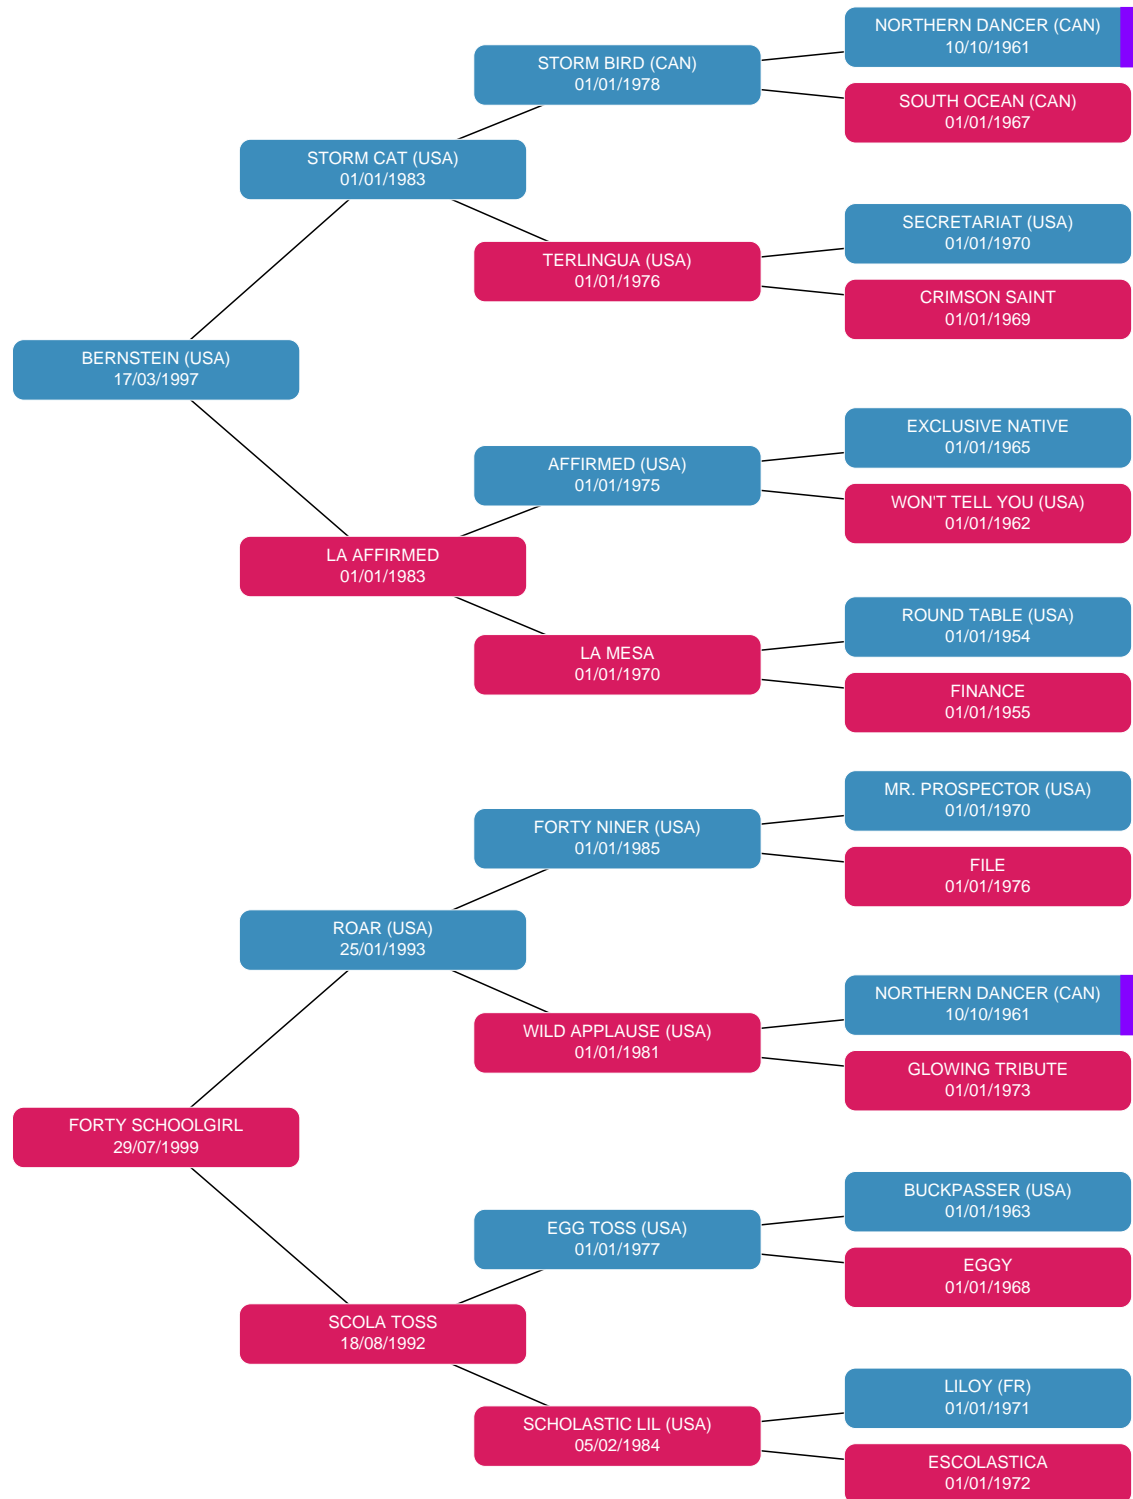 NORTHERN DANCER (CAN)
10/10/1961
STORM BIRD (CAN)
01/01/1978
SOUTH OCEAN (CAN)
01/01/1967
STORM CAT (USA)
01/01/1983
SECRETARIAT (USA)
01/01/1970
TERLINGUA (USA)
01/01/1976
CRIMSON SAINT
01/01/1969
BERNSTEIN (USA)
17/03/1997
EXCLUSIVE NATIVE
01/01/1965
AFFIRMED (USA)
01/01/1975
WON'T TELL YOU (USA)
01/01/1962
LA AFFIRMED
01/01/1983
ROUND TABLE (USA)
01/01/1954
LA MESA
01/01/1970
FINANCE
01/01/1955
MR. PROSPECTOR (USA)
01/01/1970
FORTY NINER (USA)
01/01/1985
FILE
01/01/1976
ROAR (USA)
25/01/1993
NORTHERN DANCER (CAN)
10/10/1961
WILD APPLAUSE (USA)
01/01/1981
GLOWING TRIBUTE
01/01/1973
FORTY SCHOOLGIRL
29/07/1999
BUCKPASSER (USA)
01/01/1963
EGG TOSS (USA)
01/01/1977
EGGY
01/01/1968
SCOLA TOSS
18/08/1992
LILOY (FR)
01/01/1971
SCHOLASTIC LIL (USA)
05/02/1984
ESCOLASTICA
01/01/1972